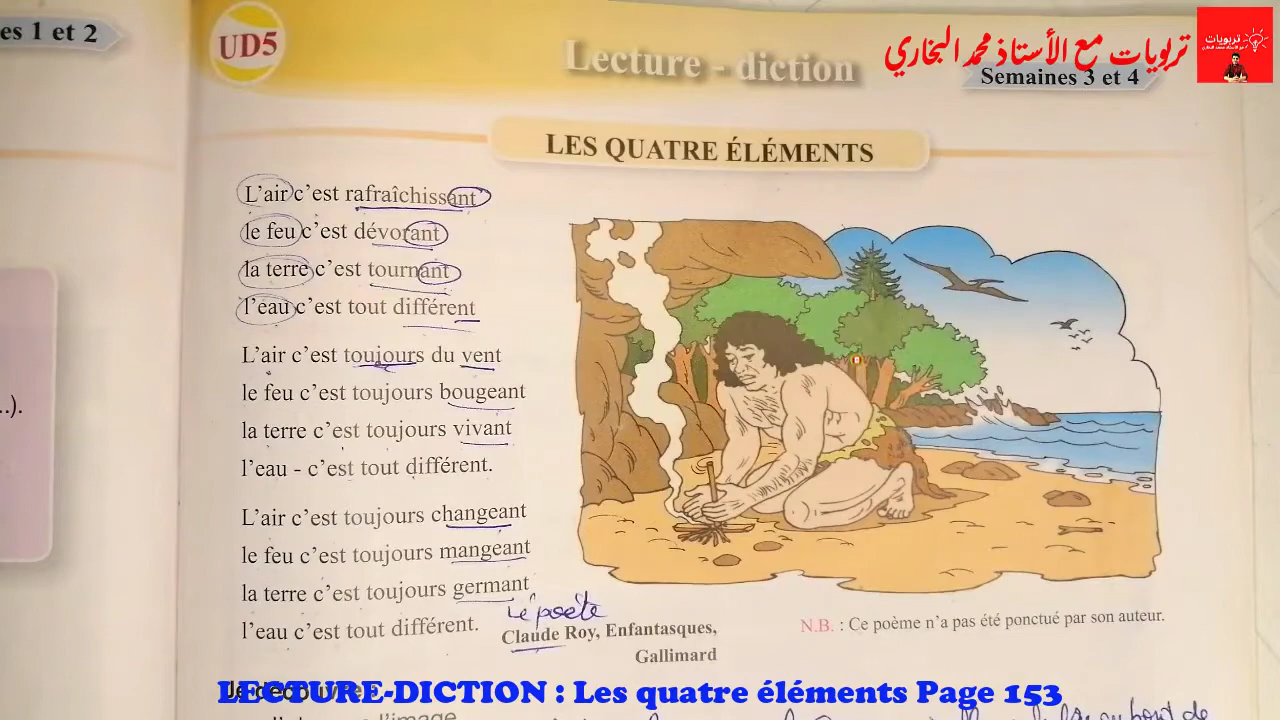 es 1 et 2
UD5
Lecture - diction
تربويات مع الأستاذ محمد البخاري
تربويات
Semaines 3 et 4
LES QUATRE ÉLÉMENTS
L'air c'est rafraîchissant
le feu c'est dévorant
la terre c'est tournant
l'eau c'est tout différent
L'air c'est toujours du vent
le feu c'est toujours bougeant
..).
la terre c'est toujours vivant
l'eau - c'est tout différent.
L'air c'est toujours changeant
le feu c'est toujours mangeant
la terre c'est toujours germant
l'eau c'est tout différent.
Le poète
Claude Roy, Enfantasques,
Gallimard
N.B. : Ce poème n'a pas été ponctué par son auteur.
LECTURE-DICTION : Les quatre éléments Page 153